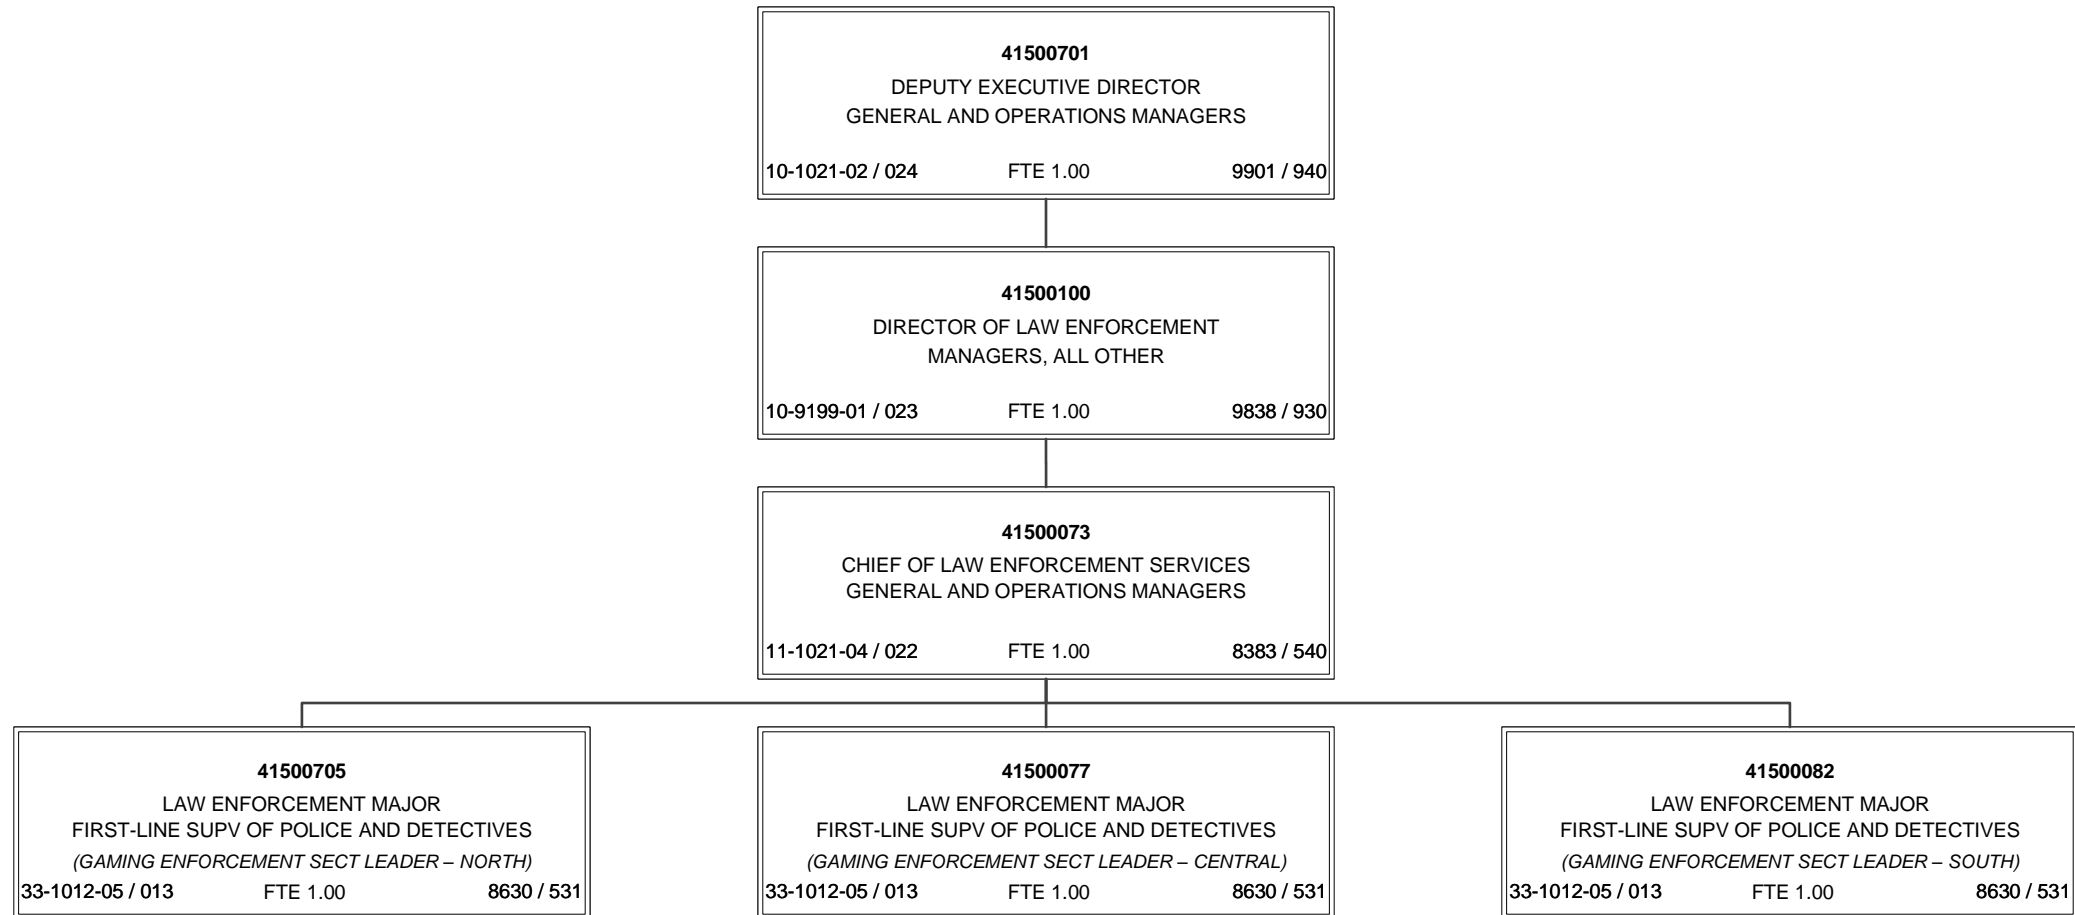 41500701
DEPUTY EXECUTIVE DIRECTOR
GENERAL AND OPERATIONS MANAGERS
10-1021-02 / 024 FTE 1.00 9901 / 940
41500100
DIRECTOR OF LAW ENFORCEMENT
MANAGERS, ALL OTHER
10-9199-01 / 023 FTE 1.00 9838 / 930
41500073
CHIEF OF LAW ENFORCEMENT SERVICES
GENERAL AND OPERATIONS MANAGERS
11-1021-04 / 022 FTE 1.00 8383 / 540
41500705
LAW ENFORCEMENT MAJOR
FIRST-LINE SUPV OF POLICE AND DETECTIVES
(GAMING ENFORCEMENT SECT LEADER – NORTH)
33-1012-05 / 013 FTE 1.00 8630 / 531
41500077
LAW ENFORCEMENT MAJOR
FIRST-LINE SUPV OF POLICE AND DETECTIVES
(GAMING ENFORCEMENT SECT LEADER – CENTRAL)
33-1012-05 / 013 FTE 1.00 8630 / 531
41500082
LAW ENFORCEMENT MAJOR
FIRST-LINE SUPV OF POLICE AND DETECTIVES
(GAMING ENFORCEMENT SECT LEADER – SOUTH)
33-1012-05 / 013 FTE 1.00 8630 / 531